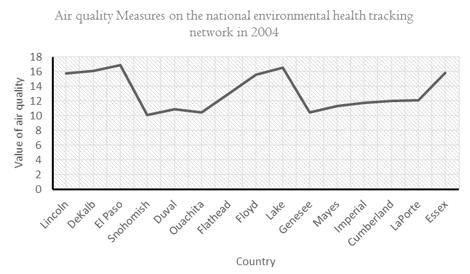 Air quality Measures on the national environmental health tracking
network in 2004
Value of air quality
18
16
14
12
10
8
6
4
2
0
Lincoln
DeKalb
El Paso
Snohomish
Duval
Ouachita
Flathead
Floyd
Lake
Genesee
Mayes
Imperial
Cumberland
LaPorte
Essex
Country